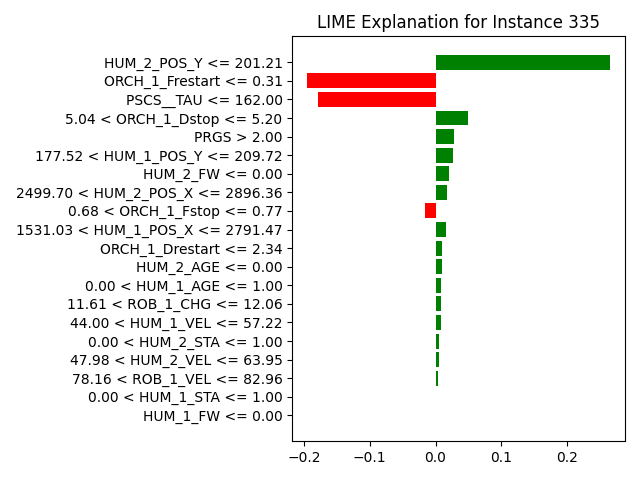 LIME Explanation for Instance 335
HUM_2_POS_Y <= 201.21
ORCH_1_Frestart <= 0.31
PSCS__TAU <= 162.00
5.04 < ORCH_1_Dstop <= 5.20
PRGS > 2.00
177.52 < HUM_1_POS_Y <= 209.72
HUM_2_FW <= 0.00
2499.70 < HUM_2_POS_X <= 2896.36
0.68 < ORCH_1_Fstop <= 0.77
1531.03 < HUM_1_POS_X <= 2791.47
ORCH_1_Drestart <= 2.34
HUM_2_AGE <= 0.00
0.00 < HUM_1_AGE <= 1.00
11.61 < ROB_1_CHG <= 12.06
44.00 < HUM_1_VEL <= 57.22
0.00 < HUM_2_STA <= 1.00
47.98 < HUM_2_VEL <= 63.95
78.16 < ROB_1_VEL <= 82.96
0.00 < HUM_1_STA <= 1.00
HUM_1_FW <= 0.00
−0.2 −0.1 0.0 0.1 0.2